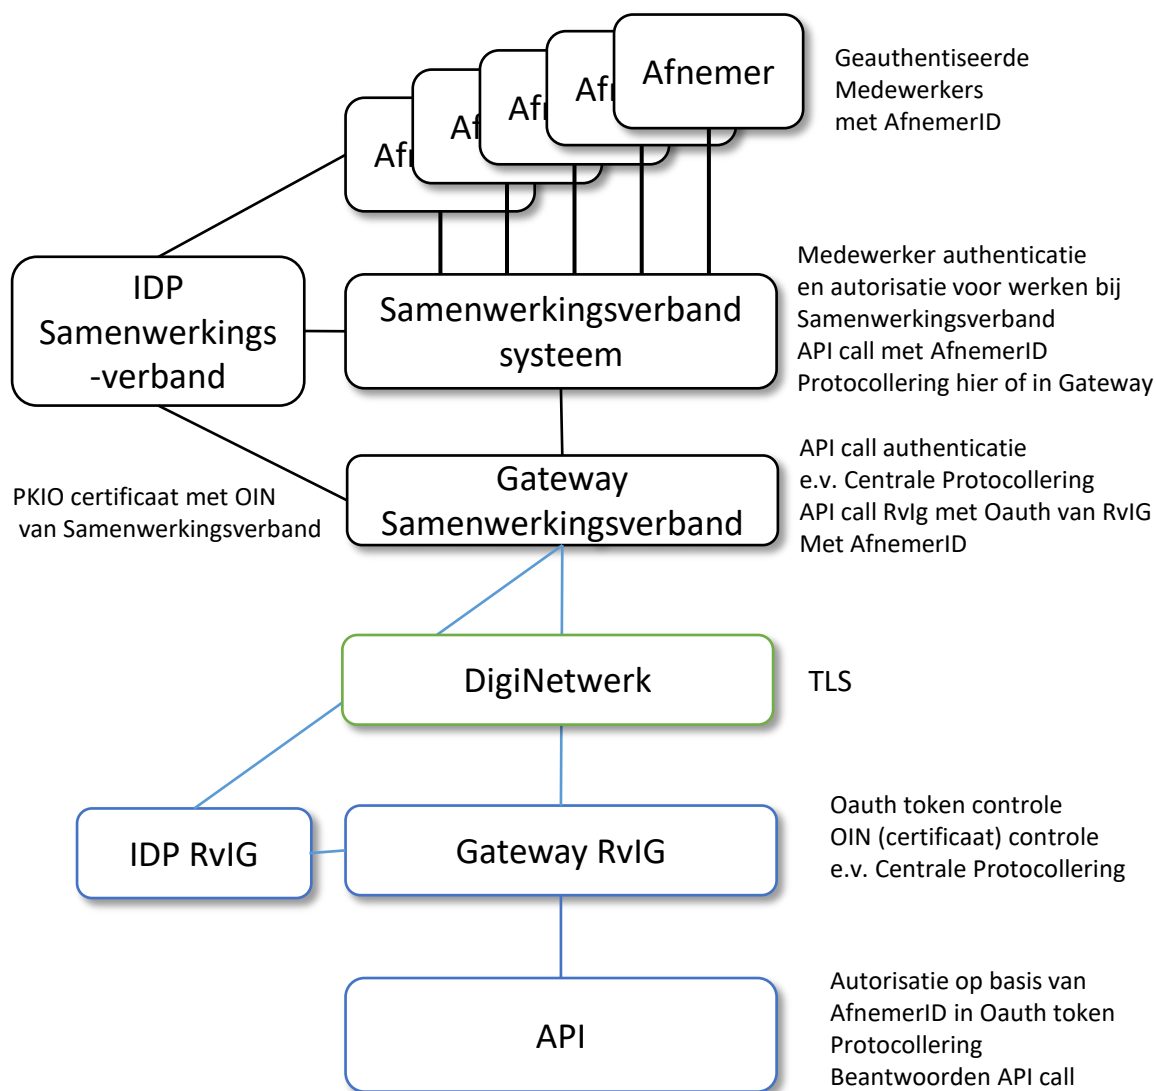 Afnemer
Af
Af
Af
Af
Geauthentiseerde
Medewerkers
met AfnemerID
IDP
Samenwerkings
-verband
Samenwerkingsverband
systeem
Medewerker authenticatie
en autorisatie voor werken bij
Samenwerkingsverband
API call met AfnemerID
Protocollering hier of in Gateway
PKIO certificaat met OIN
van Samenwerkingsverband
Gateway
Samenwerkingsverband
API call authenticatie
e.v. Centrale Protocollering
API call RvIg met Oauth van RvIG
Met AfnemerID
DigiNetwerk
TLS
IDP RvIG
Gateway RvIG
Oauth token controle
OIN (certificaat) controle
e.v. Centrale Protocollering
API
Autorisatie op basis van
AfnemerID in Oauth token
Protocollering
Beantwoorden API call